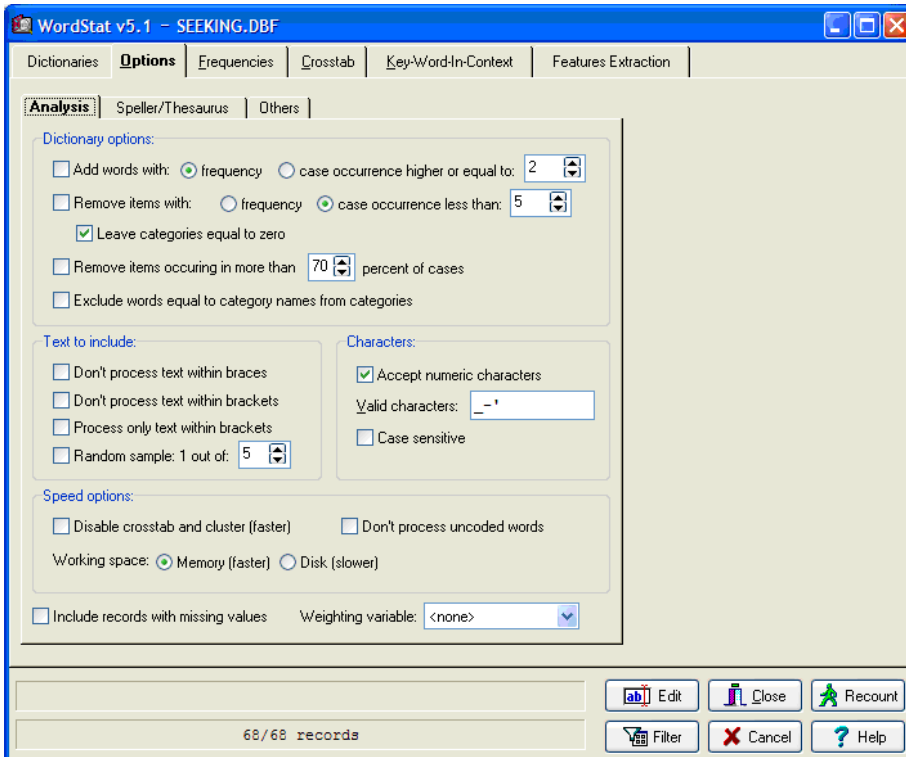 WordStat v5.1 - SEEKING.DBF
Dictionaries Options Frequencies Crosstab Key-Word-In-Context Features Extraction
Analysis Speller/Thesaurus Others
Dictionary options:
Add words with: frequency case occurrence higher or equal to: 2
Remove items with: frequency case occurrence less than: 5
Leave categories equal to zero
Remove items occuring in more than 70 percent of cases
Exclude words equal to category names from categories
Text to include:
Don't process text within braces
Don't process text within brackets
Process only text within brackets
Random sample: 1 out of: 5
Characters:
Accept numeric characters
Valid characters: _-'
Case sensitive
Speed options:
Disable crosstab and cluster (faster) Don't process uncoded words
Working space: Memory (faster) Disk (slower)
Include records with missing values Weighting variable: <none>
ab Edit Close Recount
68/68 records Filter Cancel ? Help